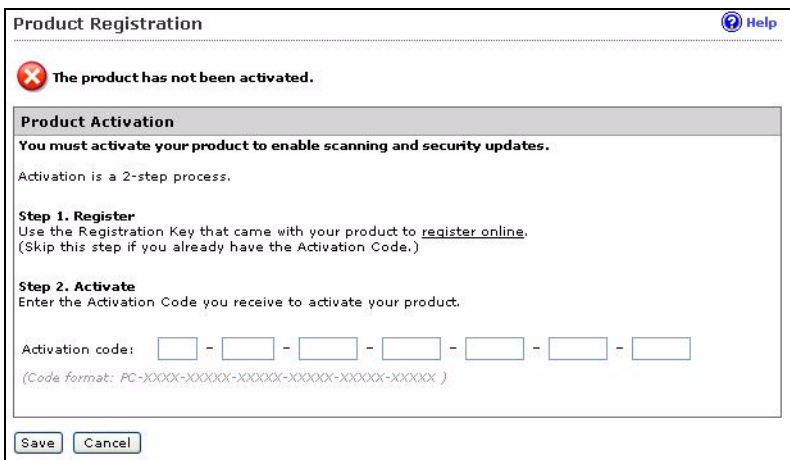 Product Registration
Help
The product has not been activated.
Product Activation
You must activate your product to enable scanning and security updates.
Activation is a 2-step process.
Step 1. Register
Use the Registration Key that came with your product to register online.
(Skip this step if you already have the Activation Code.)
Step 2. Activate
Enter the Activation Code you receive to activate your product.
Activation code: - - - - - -
(Code format: PC-XXXX-XXXXX-XXXXX-XXXXX-XXXXX-XXXXX )
Save Cancel